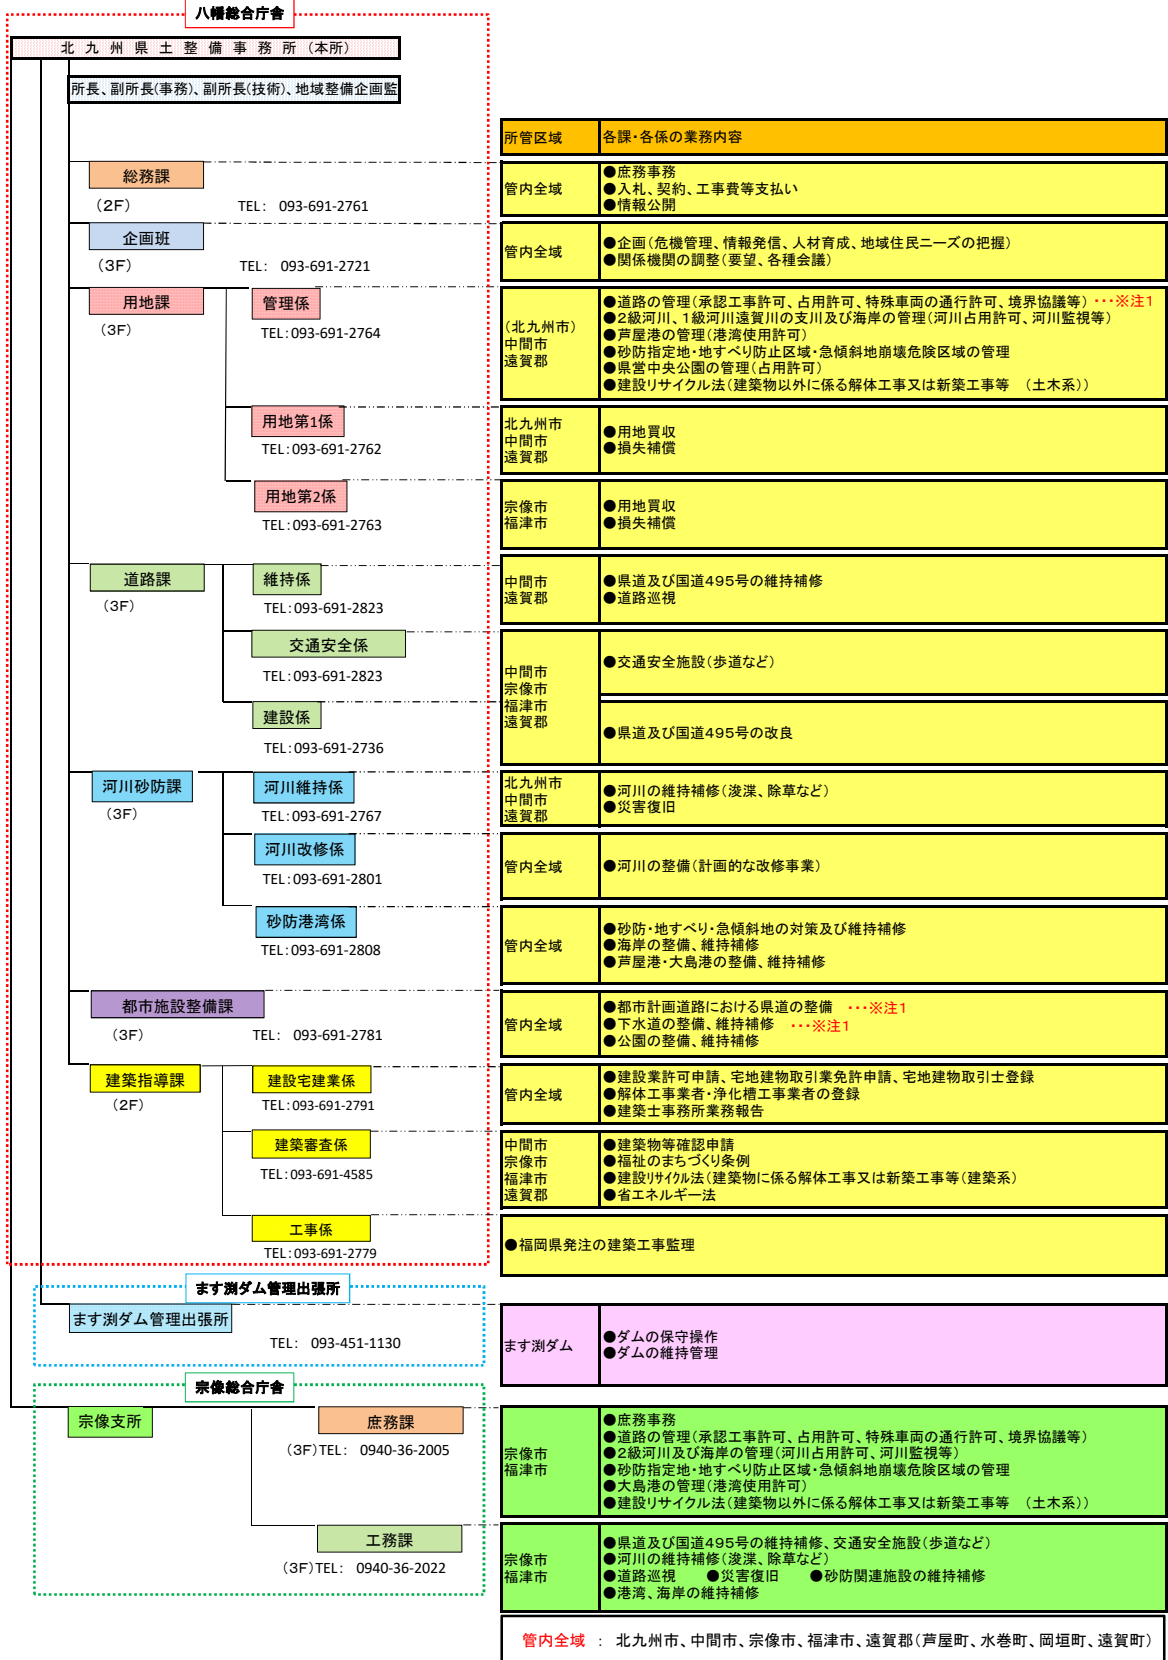 八幡総合庁舎
北九州県土整備事務所(本所)
所長、副所長(事務)、副所長(技術)、地域整備企画監
所管区域
各課・各係の業務内容
総務課
(2F)
TEL: 093-691-2761
管内全域
●庶務事務
●入札、契約、工事費等支払い
●情報公開
企画班
(3F)
TEL: 093-691-2721
管内全域
●企画(危機管理、情報発信、人材育成、地域住民ニーズの把握)
●関係機関の調整(要望、各種会議)
用地課
(3F)
管理係
TEL:093-691-2764
(北九州市)
中間市
遠賀郡
●道路の管理(承認工事許可、占用許可、特殊車両の通行許可、境界協議等)・・・※注1
●2級河川、1級河川遠賀川の支川及び海岸の管理(河川占用許可、河川監視等)
●芦屋港の管理(港湾使用許可)
●砂防指定地・地すべり防止区域・急傾斜地崩壊危険区域の管理
●県営中央公園の管理(占用許可)
●建設リサイクル法(建築物以外に係る解体工事又は新築工事等 (土木系))
用地第1係
TEL:093-691-2762
北九州市
中間市
遠賀郡
●用地買収
●損失補償
用地第2係
TEL:093-691-2763
宗像市
福津市
●用地買収
●損失補償
道路課
(3F)
維持係
TEL:093-691-2823
中間市
遠賀郡
●県道及び国道495号の維持補修
●道路巡視
交通安全係
TEL:093-691-2823
中間市
宗像市
福津市
遠賀郡
●交通安全施設(歩道など)
建設係
TEL:093-691-2736
●県道及び国道495号の改良
河川砂防課
(3F)
河川維持係
TEL:093-691-2767
北九州市
中間市
遠賀郡
●河川の維持補修(浚渫、除草など)
●災害復旧
河川改修係
TEL:093-691-2801
管内全域
●河川の整備(計画的な改修事業)
砂防港湾係
TEL:093-691-2808
管内全域
●砂防・地すべり・急傾斜地の対策及び維持補修
●海岸の整備、維持補修
●芦屋港・大島港の整備、維持補修
都市施設整備課
(3F)
TEL: 093-691-2781
管内全域
●都市計画道路における県道の整備 ・・・※注1
●下水道の整備、維持補修 ・・・※注1
●公園の整備、維持補修
建築指導課
(2F)
建設宅建業係
TEL:093-691-2791
管内全域
●建設業許可申請、宅地建物取引業免許申請、宅地建物取引士登録
●解体工事業者・浄化槽工事業者の登録
●建築士事務所業務報告
建築審査係
TEL:093-691-4585
中間市
宗像市
福津市
遠賀郡
●建築物等確認申請
●福祉のまちづくり条例
●建設リサイクル法(建築物に係る解体工事又は新築工事等(建築系)
●省エネルギー法
工事係
TEL:093-691-2779
●福岡県発注の建築工事監理
ます渕ダム管理出張所
ます渕ダム管理出張所
TEL: 093-451-1130
ます渕ダム
●ダムの保守操作
●ダムの維持管理
宗像総合庁舎
宗像支所
庶務課
(3F)TEL: 0940-36-2005
宗像市
福津市
●庶務事務
●道路の管理(承認工事許可、占用許可、特殊車両の通行許可、境界協議等)
●2級河川及び海岸の管理(河川占用許可、河川監視等)
●砂防指定地・地すべり防止区域・急傾斜地崩壊危険区域の管理
●大島港の管理(港湾使用許可)
●建設リサイクル法(建築物以外に係る解体工事又は新築工事等 (土木系))
工務課
(3F)TEL: 0940-36-2022
宗像市
福津市
●県道及び国道495号の維持補修、交通安全施設(歩道など)
●河川の維持補修(浚渫、除草など)
●道路巡視 ●災害復旧 ●砂防関連施設の維持補修
●港湾、海岸の維持補修
管内全域 : 北九州市、中間市、宗像市、福津市、遠賀郡(芦屋町、水巻町、岡垣町、遠賀町)